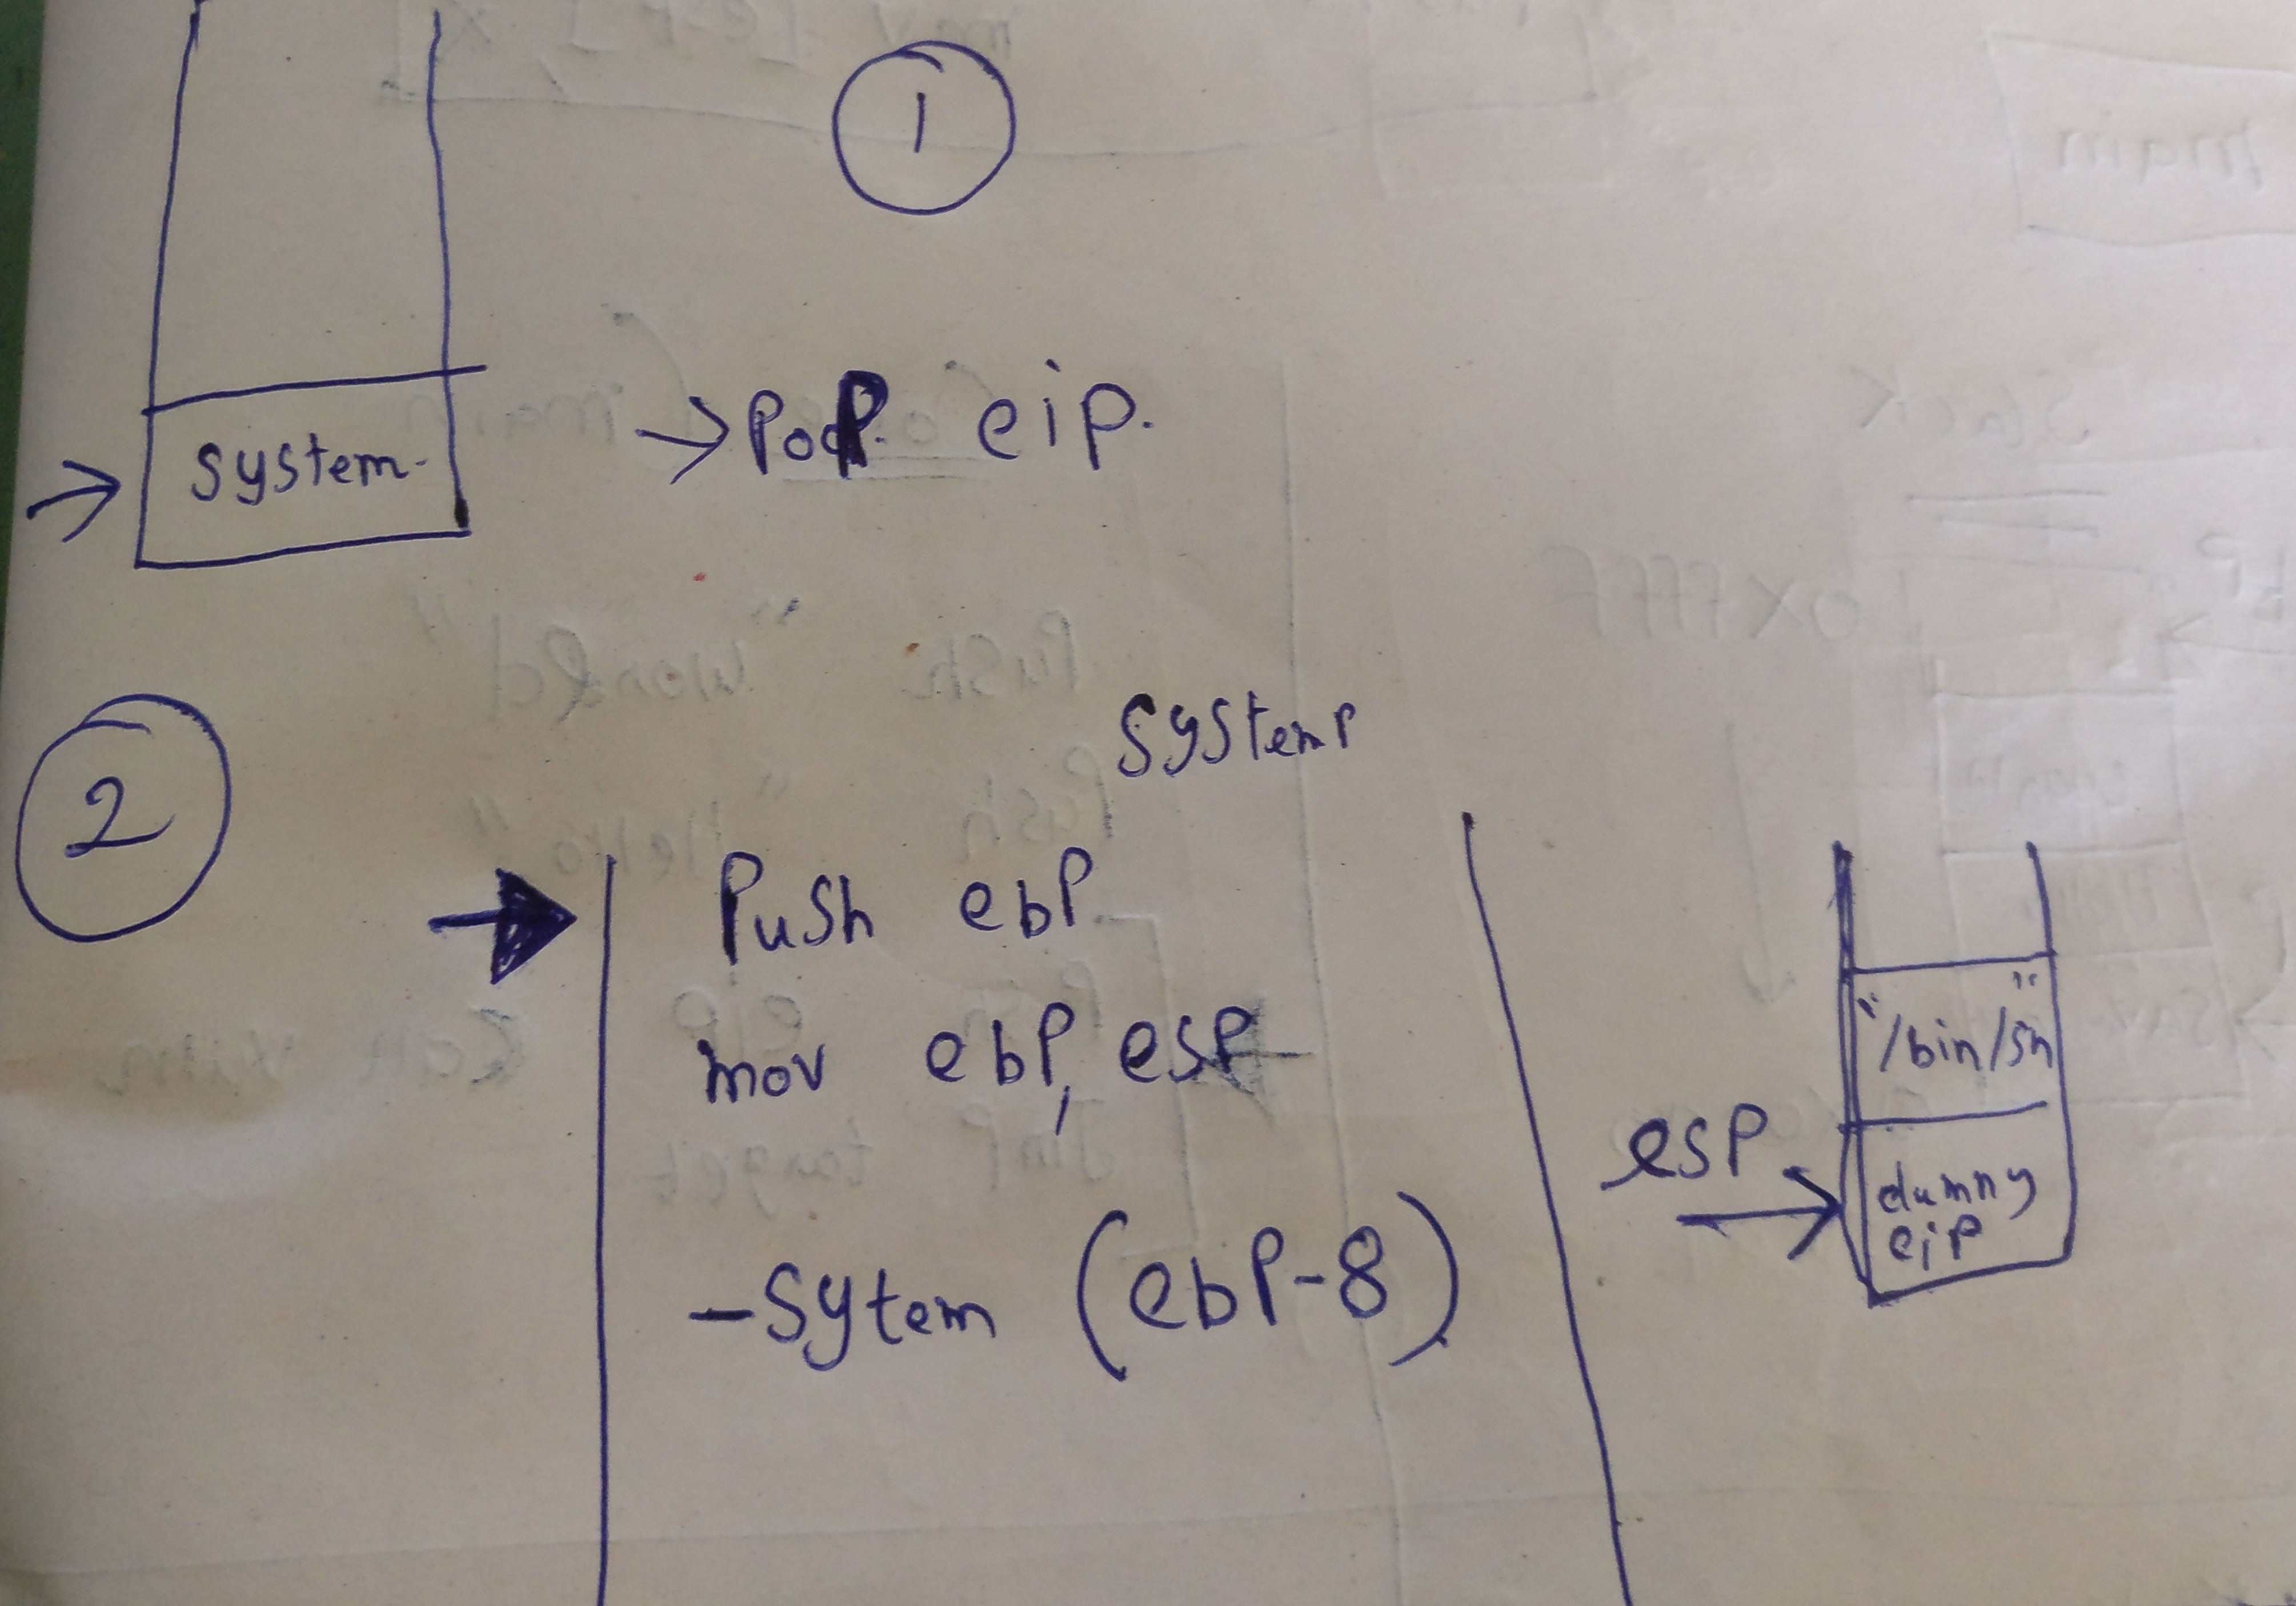 1
system
→ PoP eip.
2
system
Push ebp
mov ebp, esp
-Sytem (ebp-8)
"/bin/sh"
esp →
dummy
eip